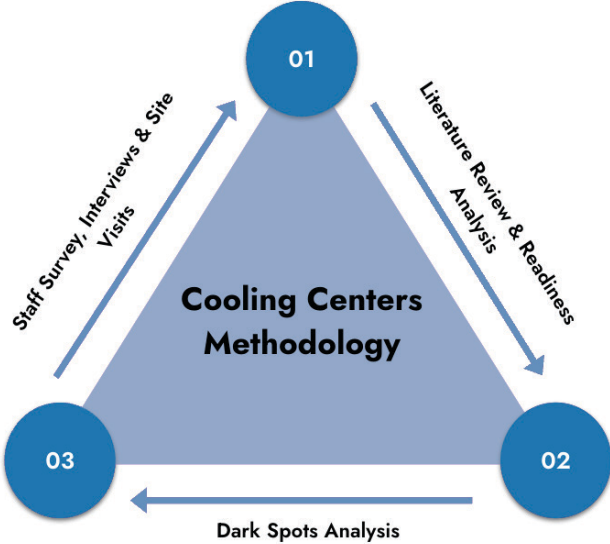 01
Staff Survey, Interviews & Site
Visits
Literature Review & Readiness
Analysis
Cooling Centers
Methodology
03
02
Dark Spots Analysis